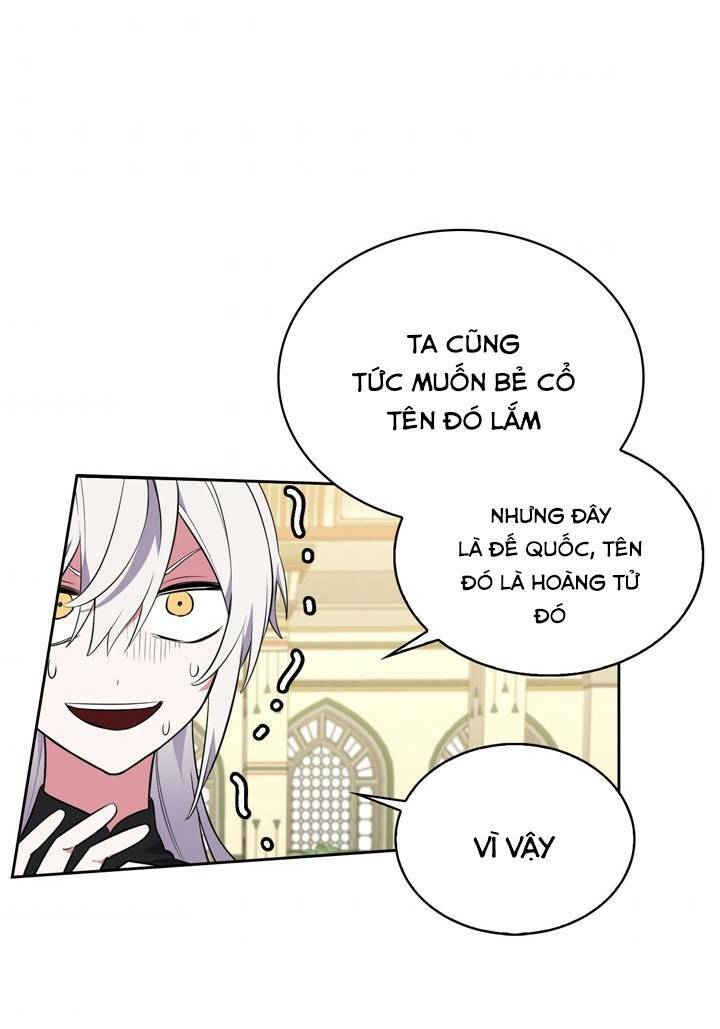 TA CŨNG
TỨC MUỐN BẺ CỔ
TÊN ĐÓ LẮM
NHƯNG ĐÂY
LÀ ĐẾ QUỐC, TÊN
ĐÓ LÀ HOÀNG TỬ
ĐÓ
VÌ VẬY